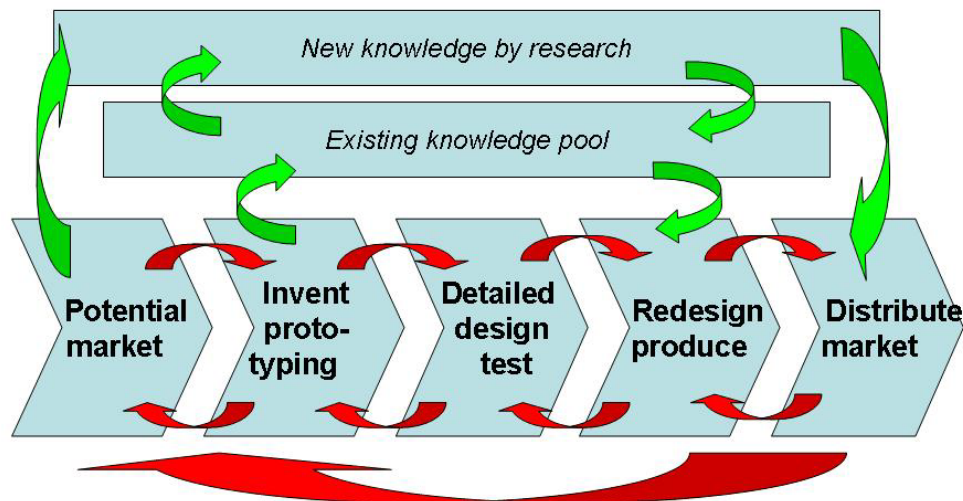 New knowledge by research
Existing knowledge pool
Potential
market
Invent
proto-
typing
Detailed
design
test
Redesign
produce
Distribute
market